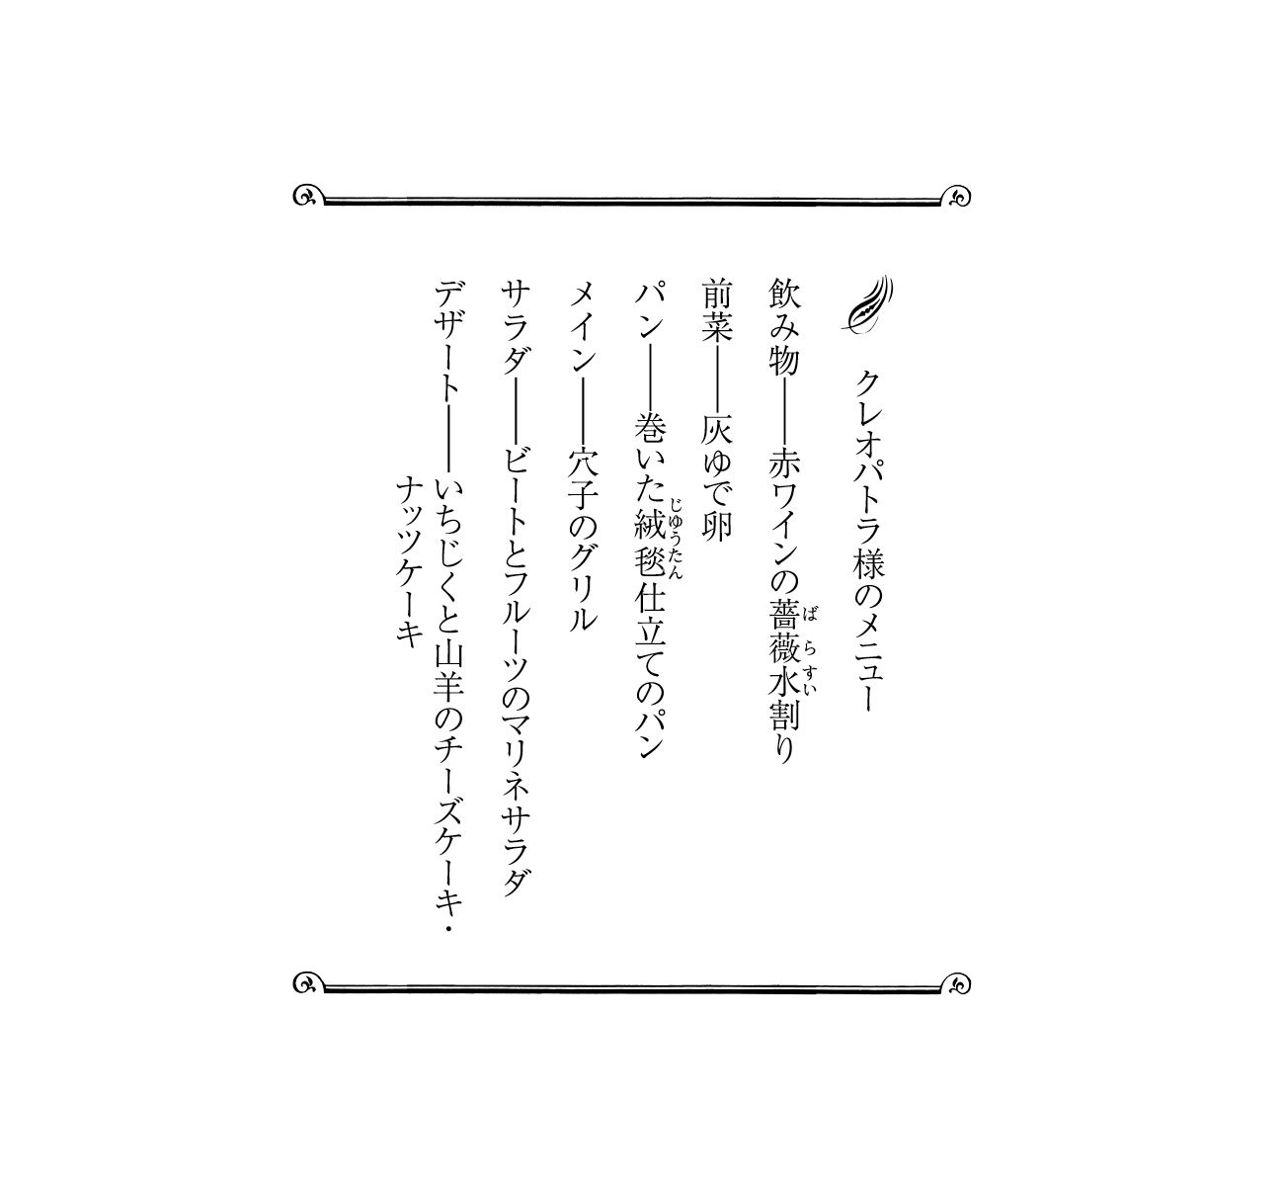 クレオパトラ様のメニュー
飲み物――赤ワインの薔薇水割り
前菜――灰ゆで卵
パン――巻いた絨毯仕立てのパン
メイン――穴子のグリル
サラダ――ビートとフルーツのマリネサラダ
デザート――いちじくと山羊のチーズケーキ・
ナッツケーキ